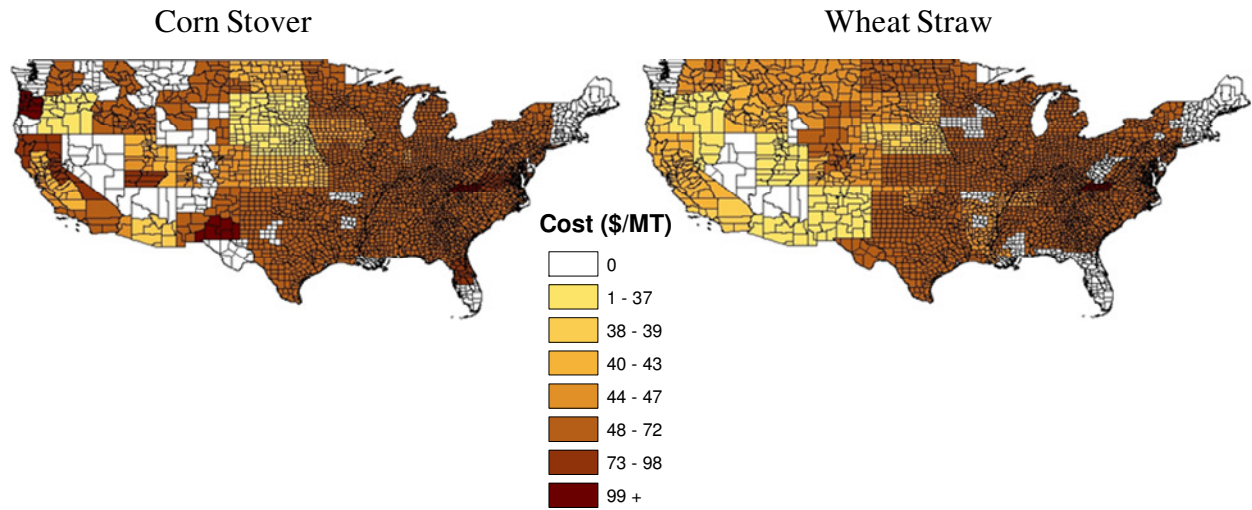 Corn Stover
Wheat Straw
Cost ($/MT)
0
1 - 37
38 - 39
40 - 43
44 - 47
48 - 72
73 - 98
99 +